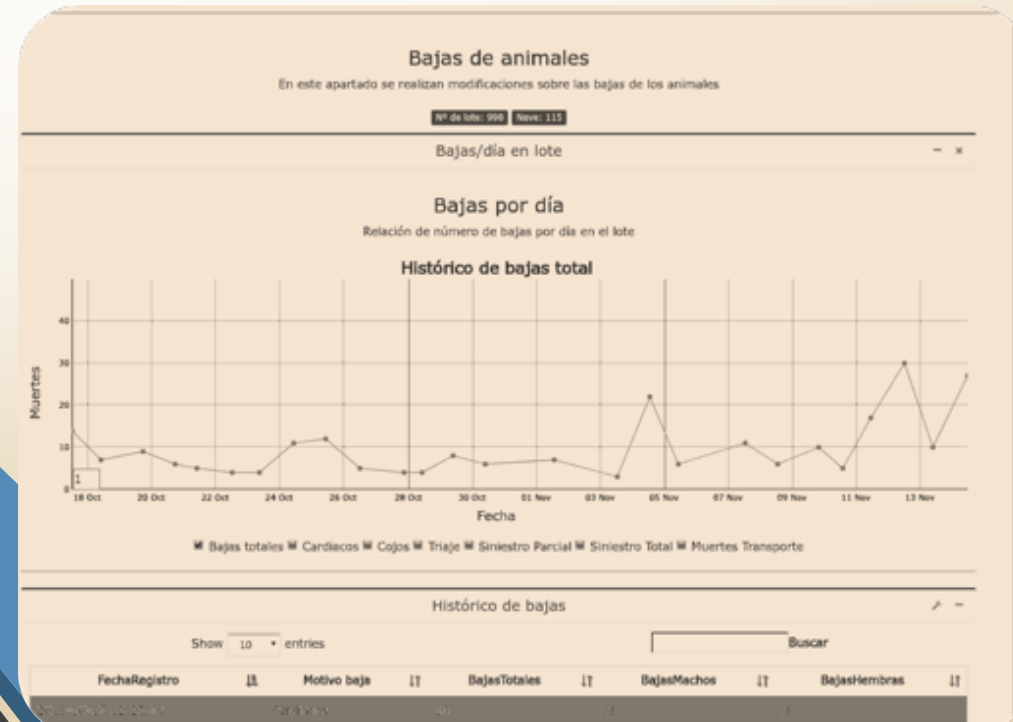 Bajas de animales
En este apartado se realizan modificaciones sobre las bajas de los animales
Nº de lote: 998 Nave: 115
Bajas/día en lote
Bajas por día
Relación de número de bajas por día en el lote
Histórico de bajas total
40
30
20
10
0
Muertes
1
18 Oct 20 Oct 22 Oct 24 Oct 26 Oct 28 Oct 30 Oct 01 Nov 03 Nov 05 Nov 07 Nov 09 Nov 11 Nov 13 Nov
Fecha
Bajas totales Cardiacos Cojos Triaje Siniestro Parcial Siniestro Total Muertes Transporte
Histórico de bajas
Show 10 entries Buscar
FechaRegistro Motivo baja BajasTotales BajasMachos BajasHembras